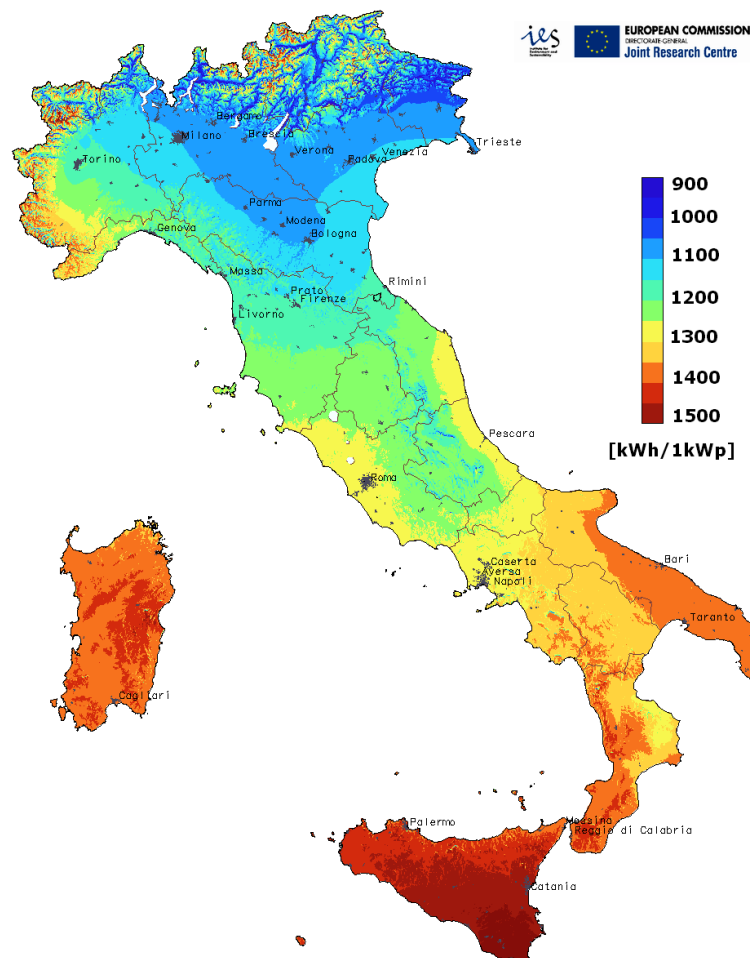 ies
EUROPEAN COMMISSION
DIRECTORATE-GENERAL
Joint Research Centre
Bergamo
Milano
Brescia
Trieste
Verona
Venezia
Padova
Torino
Parma
Modena
Genova
Bologna
Massa
Rimini
Prato
Firenze
Livorno
900
1000
1100
1200
1300
1400
1500
[kWh/1kWp]
Pescara
Roma
Caserta
versa
Napoli
Bari
Taranto
Cagliari
Palermo
Messina
Reggio di Calabria
Catania